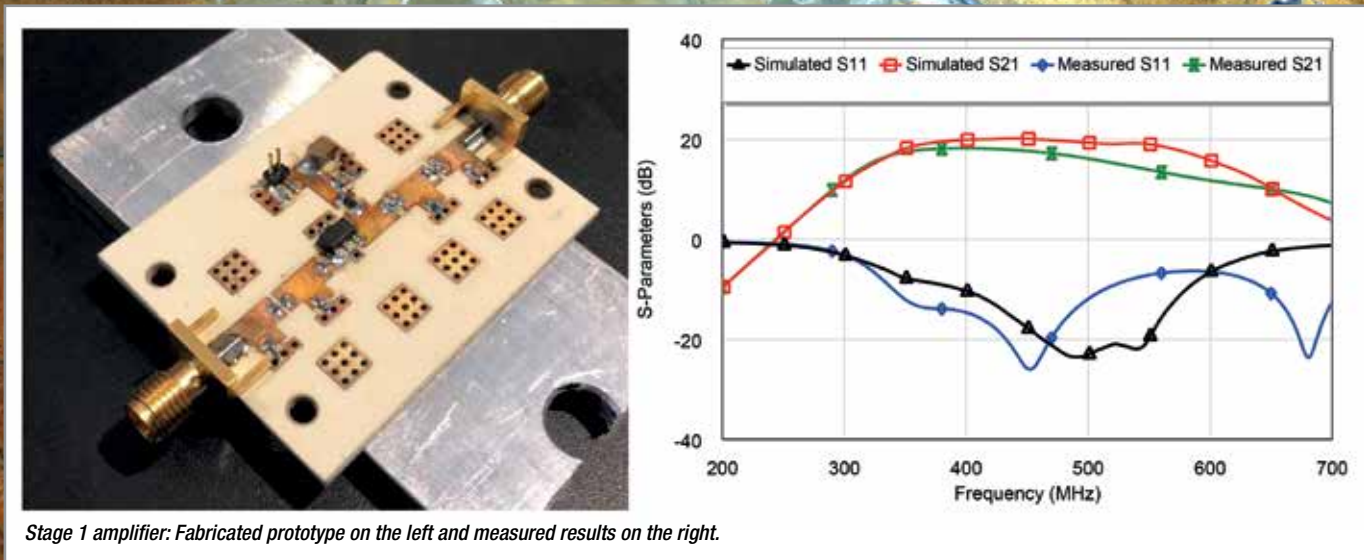 40
Simulated S11 Simulated S21 Measured S11 Measured S21
20
0
-20
-40
S-Parameters (dB)
200 300 400 500 600 700
Frequency (MHz)
Stage 1 amplifier: Fabricated prototype on the left and measured results on the right.